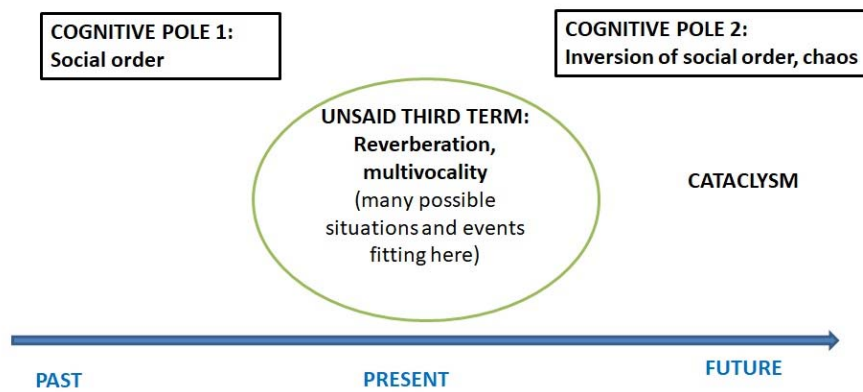 COGNITIVE POLE 1:
Social order
COGNITIVE POLE 2:
Inversion of social order, chaos
UNSAID THIRD TERM:
Reverberation,
multivocality
(many possible
situations and events
fitting here)
CATACLYSM
PAST
PRESENT
FUTURE